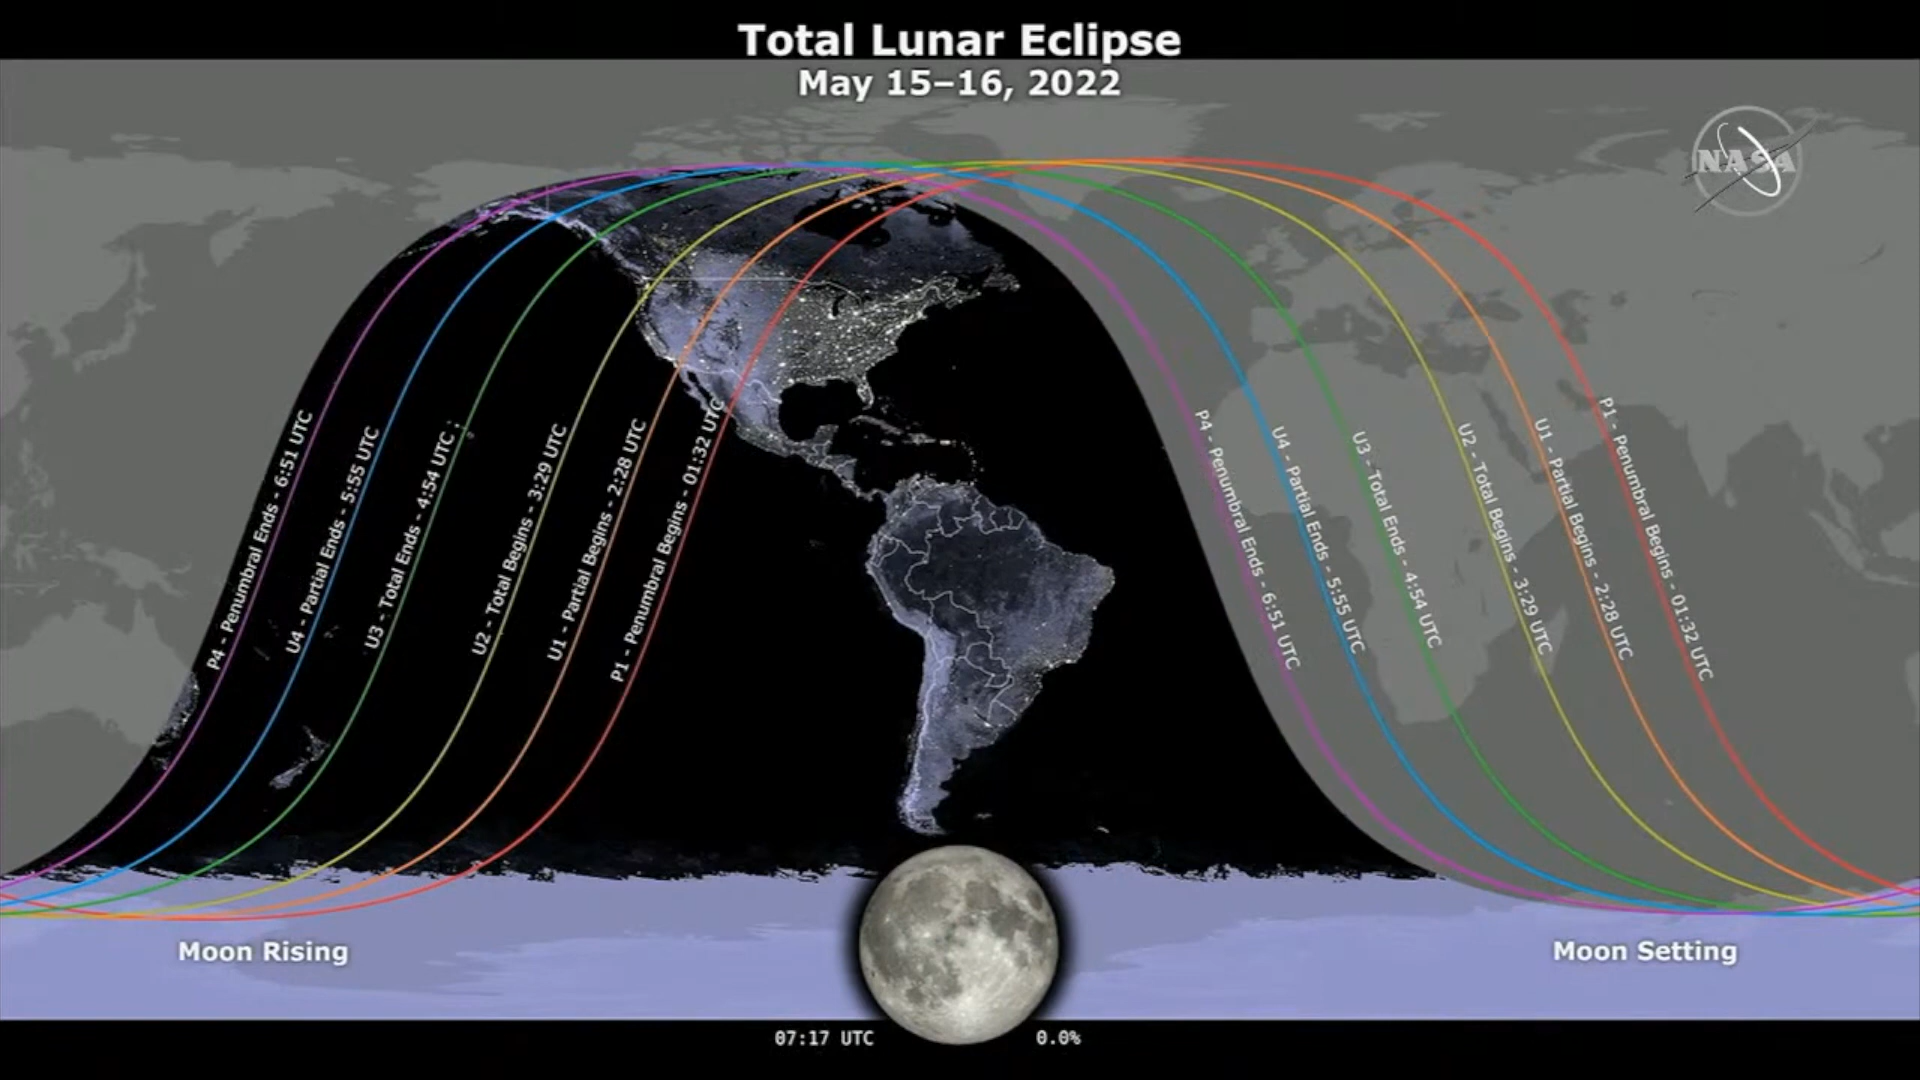 Total Lunar Eclipse
May 15–16, 2022
NASA
P4 - Penumbral Ends - 6:51 UTC
U4 - Partial Ends - 5:55 UTC
U3 - Total Ends - 4:54 UTC
U2 - Total Begins - 3:29 UTC
U1 - Partial Begins - 2:28 UTC
P1 - Penumbral Begins - 01:32 UTC
P4 - Penumbral Ends - 6:51 UTC
U4 - Partial Ends - 5:55 UTC
U3 - Total Ends - 4:54 UTC
U2 - Total Begins - 3:29 UTC
U1 - Partial Begins - 2:28 UTC
P1 - Penumbral Begins - 01:32 UTC
Moon Rising
Moon Setting
07:17 UTC
0.0%